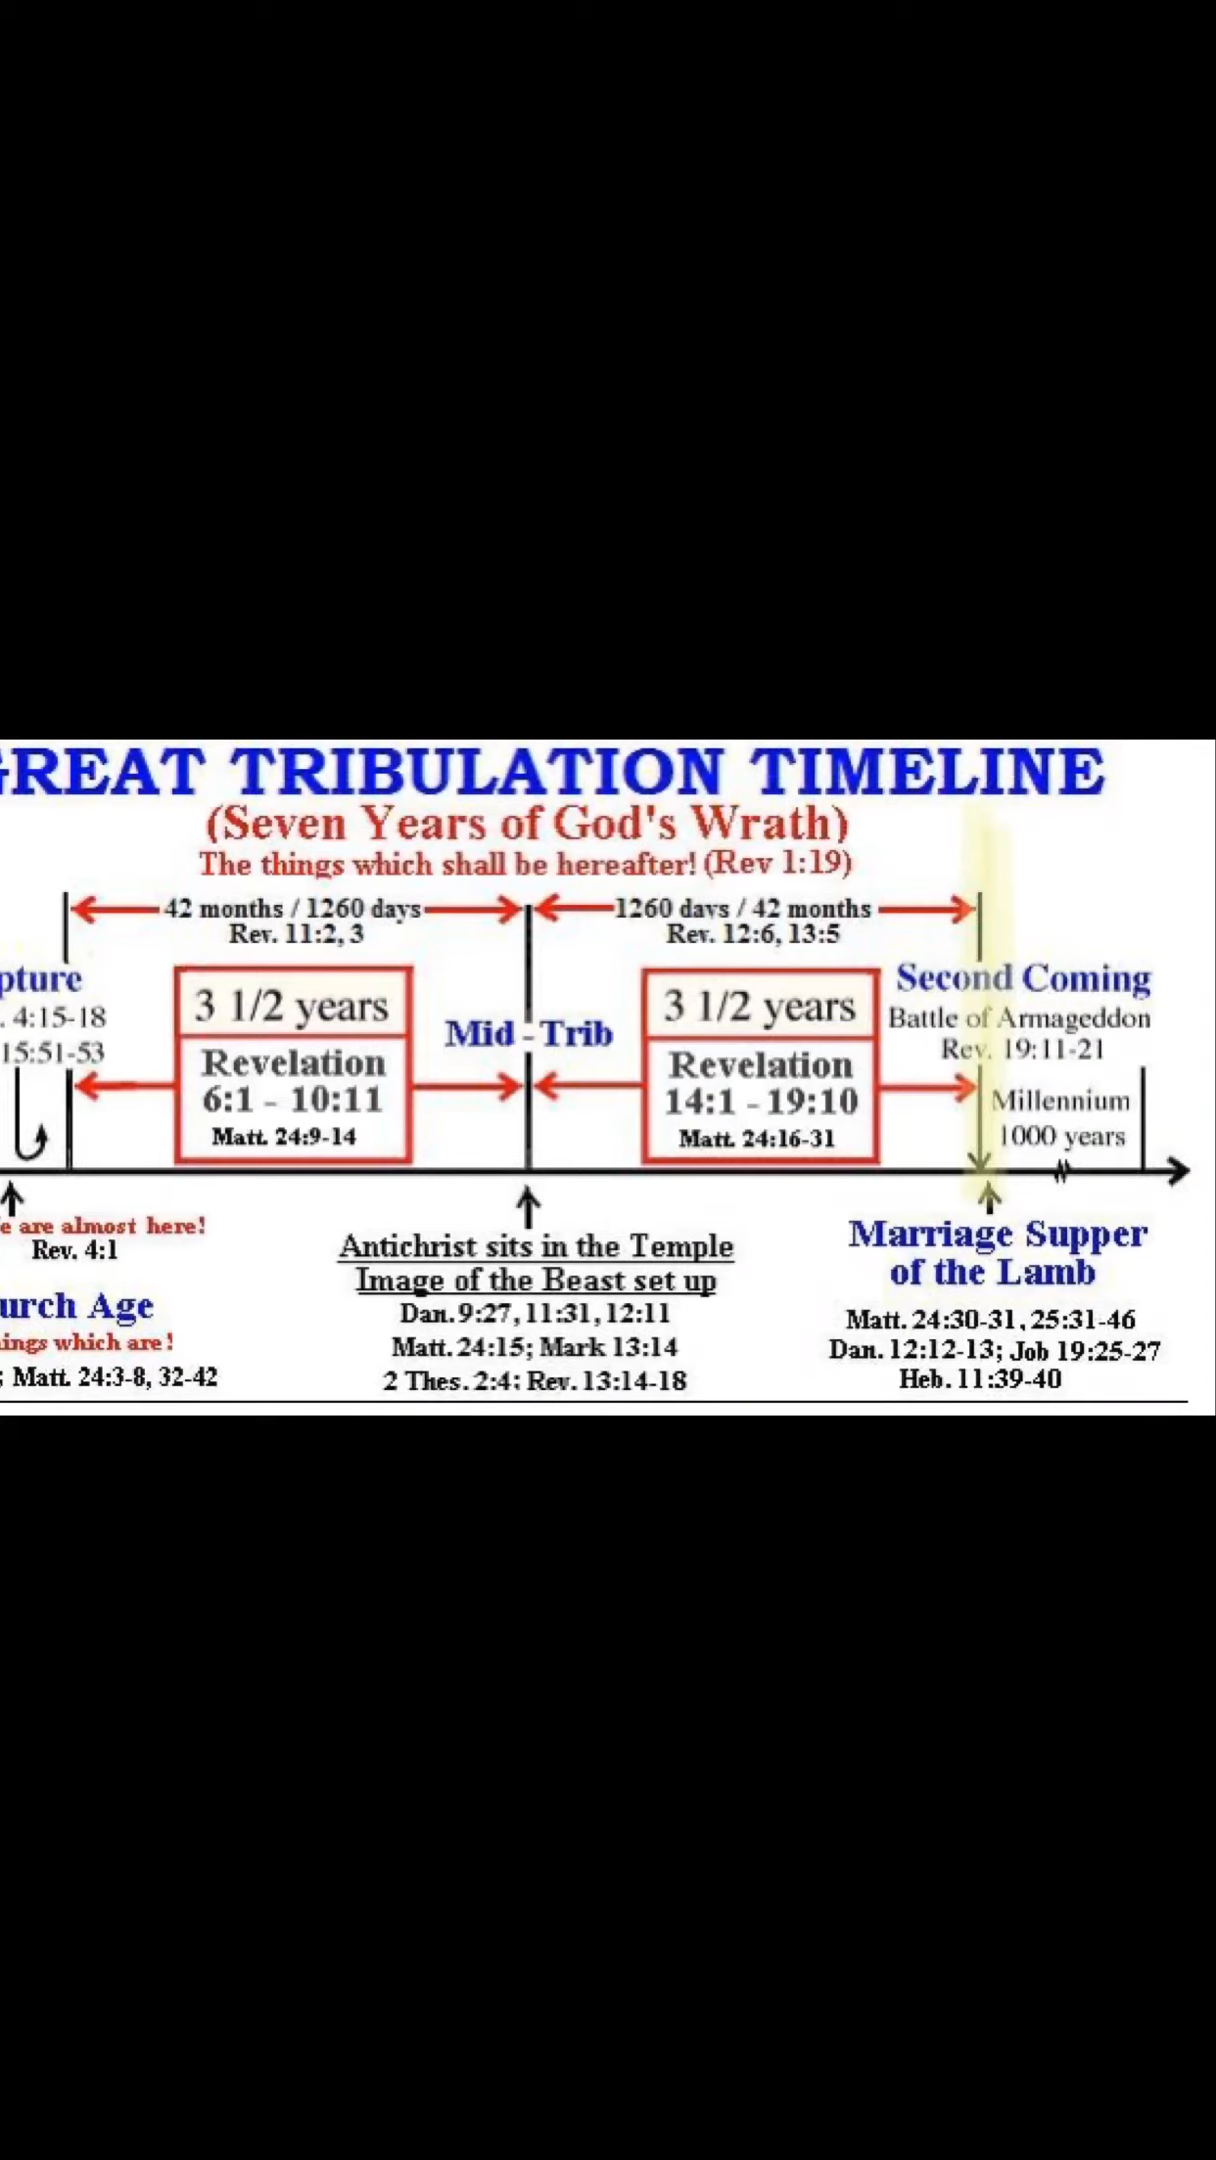 GREAT TRIBULATION TIMELINE
(Seven Years of God's Wrath)
The things which shall be hereafter! (Rev 1:19)
42 months / 1260 days
Rev. 11:2, 3
1260 days / 42 months
Rev. 12:6, 13:5
pture
. 4:15-18
15:51-53
3 1/2 years
Revelation
6:1 - 10:11
Matt. 24:9-14
Mid - Trib
3 1/2 years
Revelation
14:1 - 19:10
Matt. 24:16-31
Second Coming
Battle of Armageddon
Rev. 19:11-21
Millennium
1000 years
e are almost here!
Rev. 4:1
urch Age
ings which are!
; Matt. 24:3-8, 32-42
Antichrist sits in the Temple
Image of the Beast set up
Dan. 9:27, 11:31, 12:11
Matt. 24:15; Mark 13:14
2 Thes. 2:4; Rev. 13:14-18
Marriage Supper
of the Lamb
Matt. 24:30-31, 25:31-46
Dan. 12:12-13; Job 19:25-27
Heb. 11:39-40